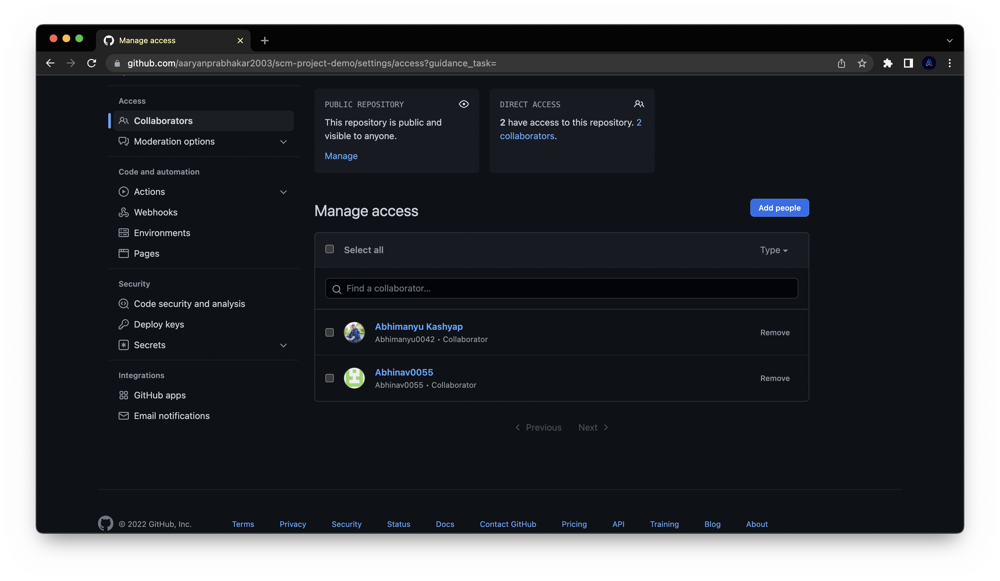 Manage access
github.com/aaryanprabhakar2003/scm-project-demo/settings/access?guidance_task=
Access
Collaborators
Moderation options
Code and automation
Actions
Webhooks
Environments
Pages
Security
Code security and analysis
Deploy keys
Secrets
Integrations
GitHub apps
Email notifications
PUBLIC REPOSITORY
This repository is public and
visible to anyone.
Manage
DIRECT ACCESS
2 have access to this repository. 2
collaborators.
Manage access
Add people
Select all
Type
Find a collaborator...
Abhimanyu Kashyap
Abhimanyu0042 • Collaborator
Remove
Abhinav0055
Abhinav0055 • Collaborator
Remove
Previous Next
© 2022 GitHub, Inc. Terms Privacy Security Status Docs Contact GitHub Pricing API Training Blog About